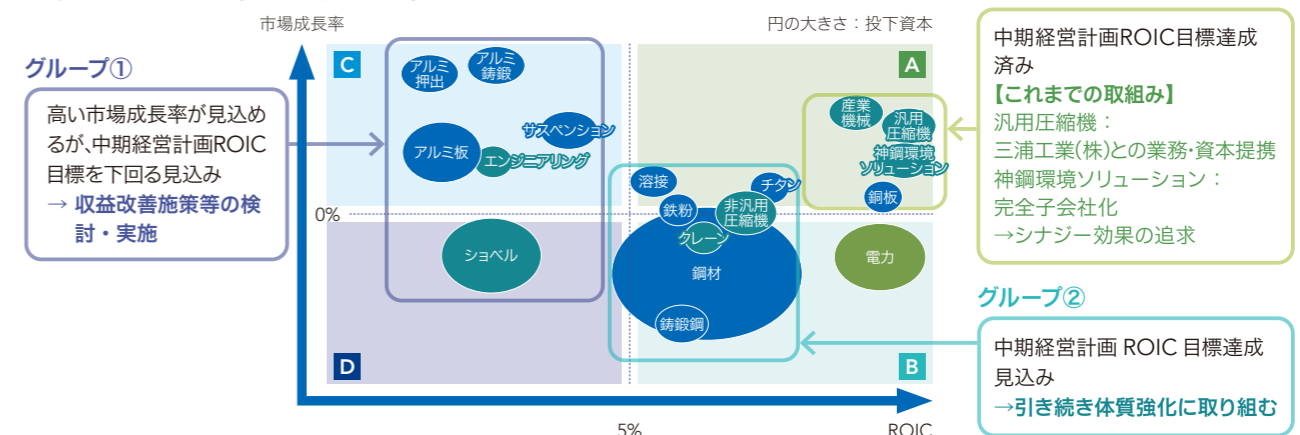 市場成長率
円の大きさ：投下資本
グループ①
高い市場成長率が見込め
るが、中期経営計画ROIC
目標を下回る見込み
→ 収益改善施策等の検
討・実施
C
アルミ
押出
アルミ
鋳鍛
サスペンション
アルミ板
エンジニアリング
A
産業
機械
汎用
圧縮機
神鋼環境
ソリューション
銅板
溶接
チタン
鉄粉
非汎用
圧縮機
クレーン
0%
ショベル
鋼材
電力
鋳鍛鋼
D
B
5%
ROIC
中期経営計画ROIC目標達成
済み
【これまでの取組み】
汎用圧縮機：
三浦工業(株)との業務・資本提携
神鋼環境ソリューション：
完全子会社化
→シナジー効果の追求
グループ②
中期経営計画 ROIC 目標達成
見込み
→引き続き体質強化に取り組む